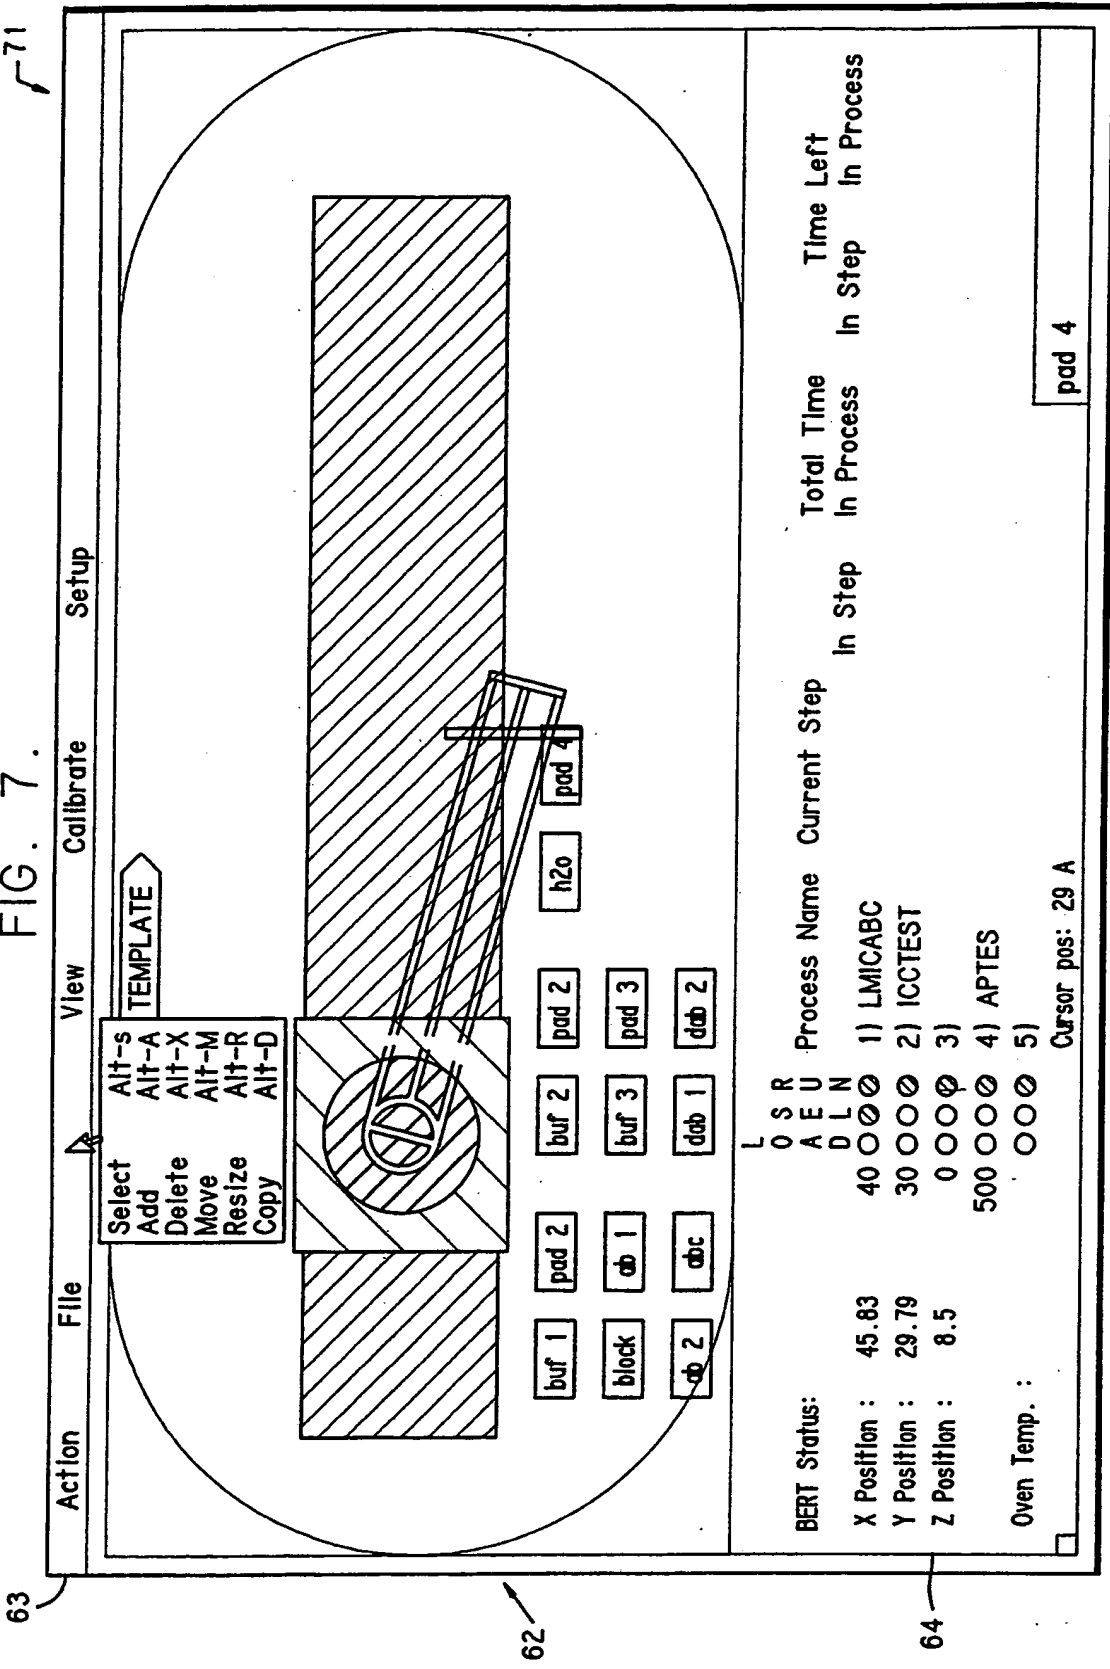 FIG. 7.
71
63
Action File View Calibrate Setup
Select Alt-s
Add Alt-A
Delete Alt-X
Move Alt-M
Resize Alt-R
Copy Alt-D
TEMPLATE
62
buf 1 pad 2 buf 2 pad 2 h2o pad 4
block ab 1 buf 3 pad 3
ab 2 abc dab 1 dab 2
64
BERT Status:
X Position : 45.83
Y Position : 29.79
Z Position : 8.5
Oven Temp. :
L
O S R
A E U
D L N
Process Name Current Step
Total Time
In Step In Process
Time Left
In Step In Process
40 1) LMICABC
30 2) ICCTEST
0 3)
500 4) APTES
5)
Cursor pos: 29 A
pad 4